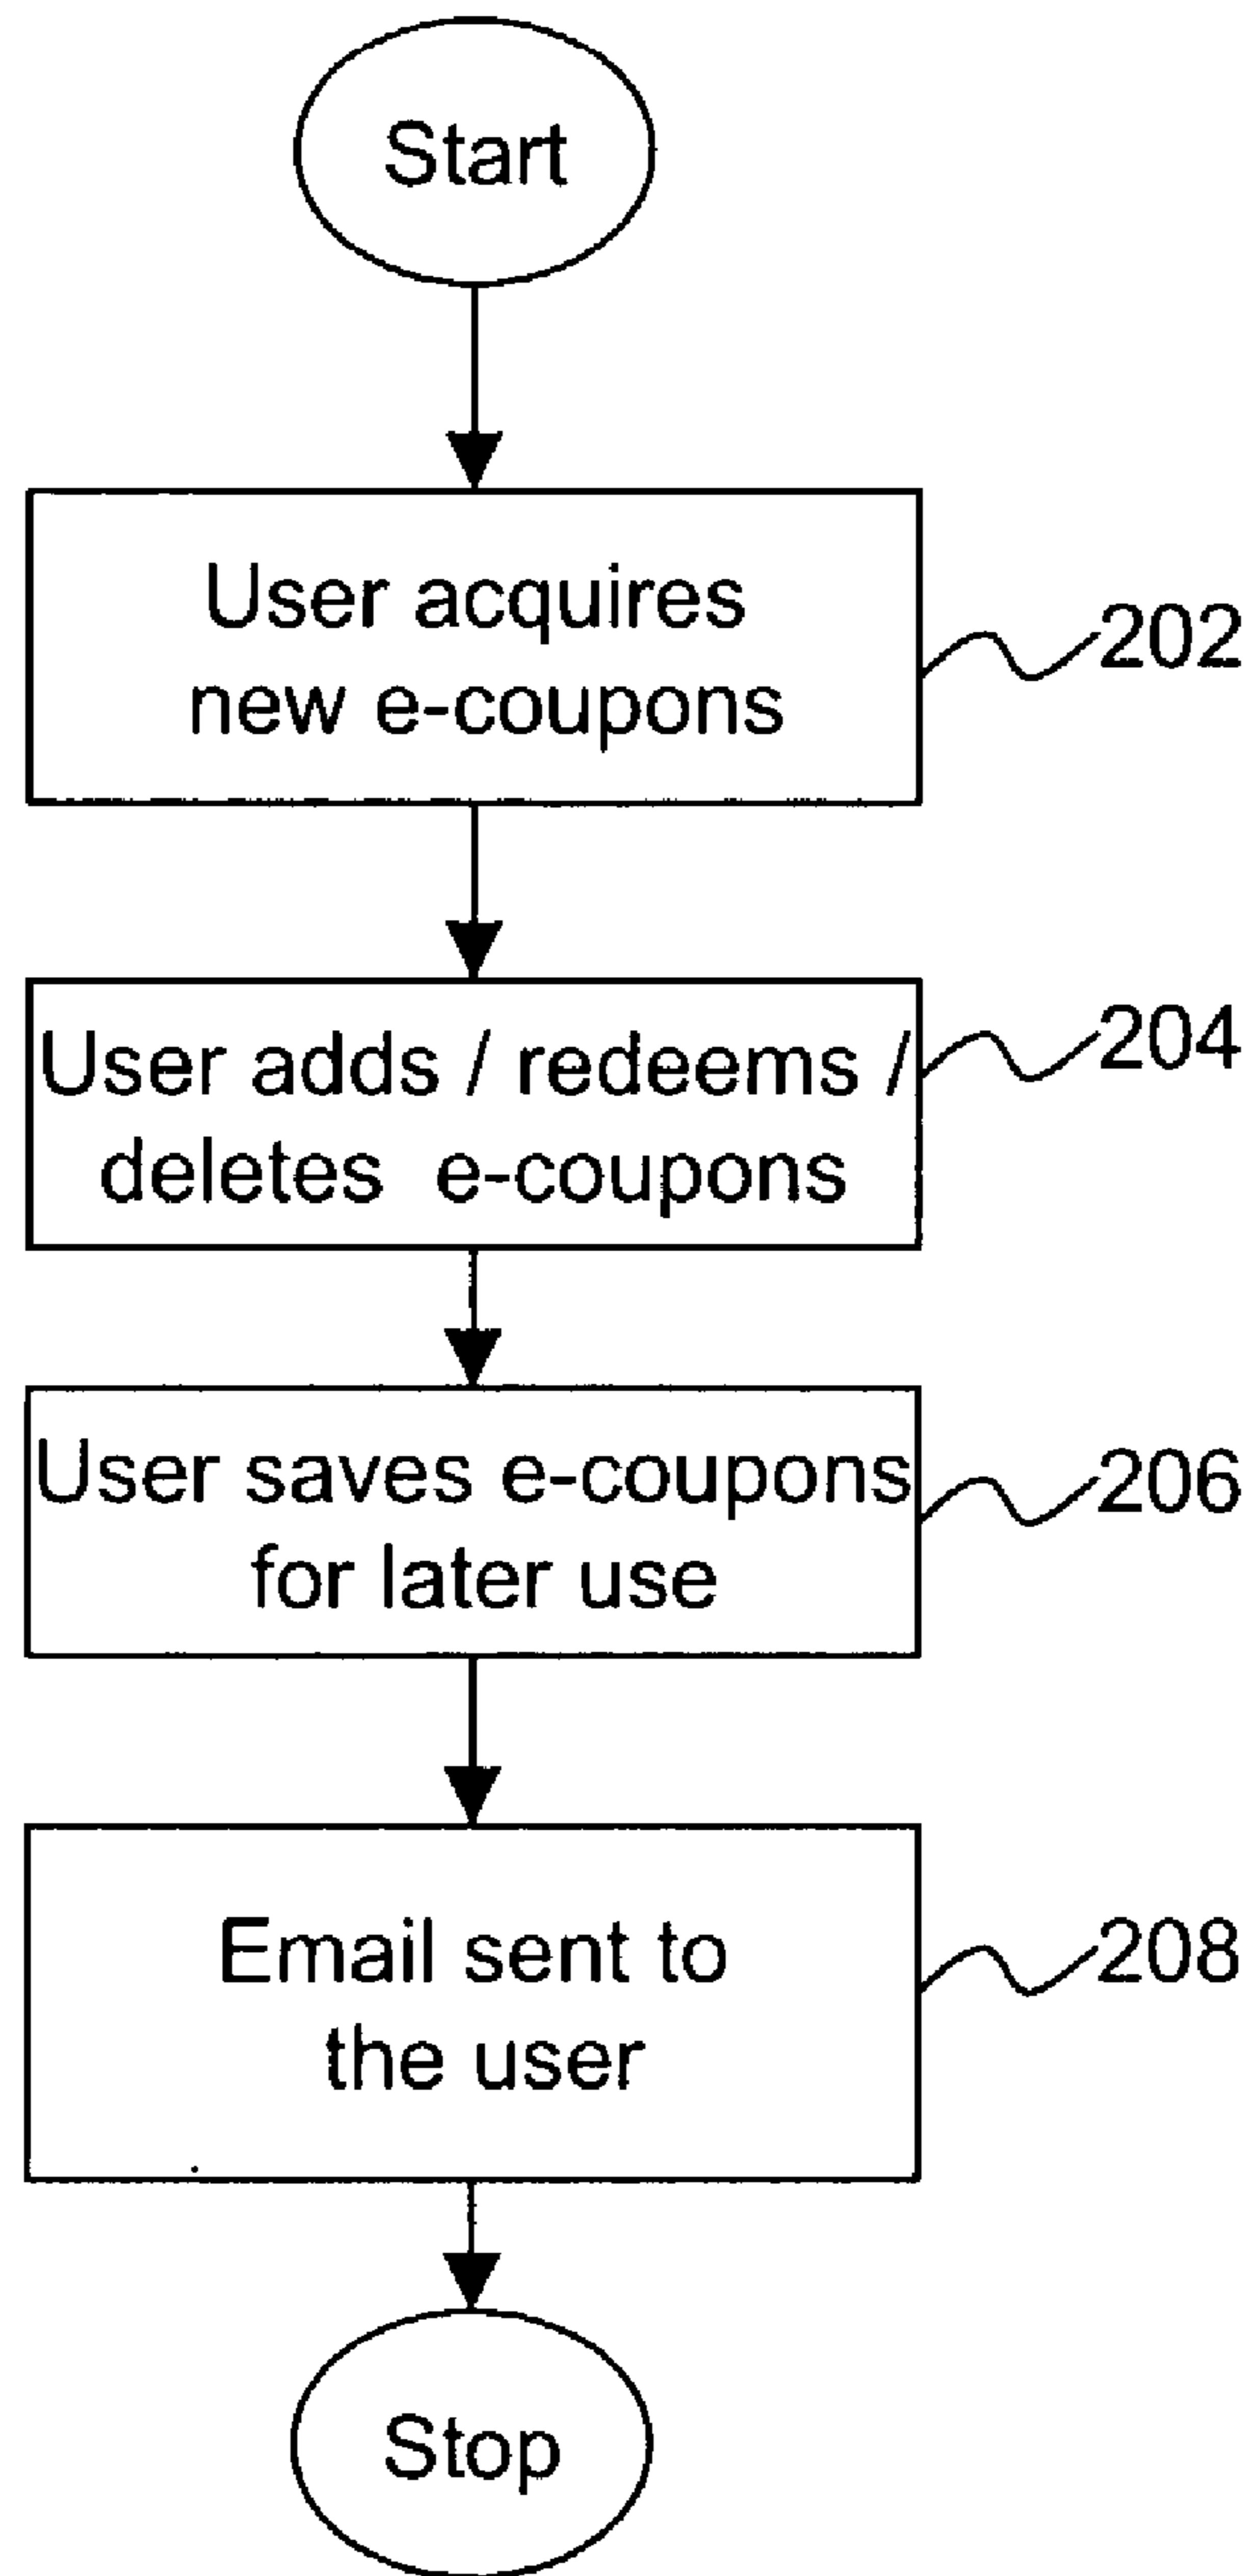 Start
User acquires
new e-coupons
202
User adds / redeems /
deletes e-coupons
204
User saves e-coupons
for later use
206
Email sent to
the user
208
Stop